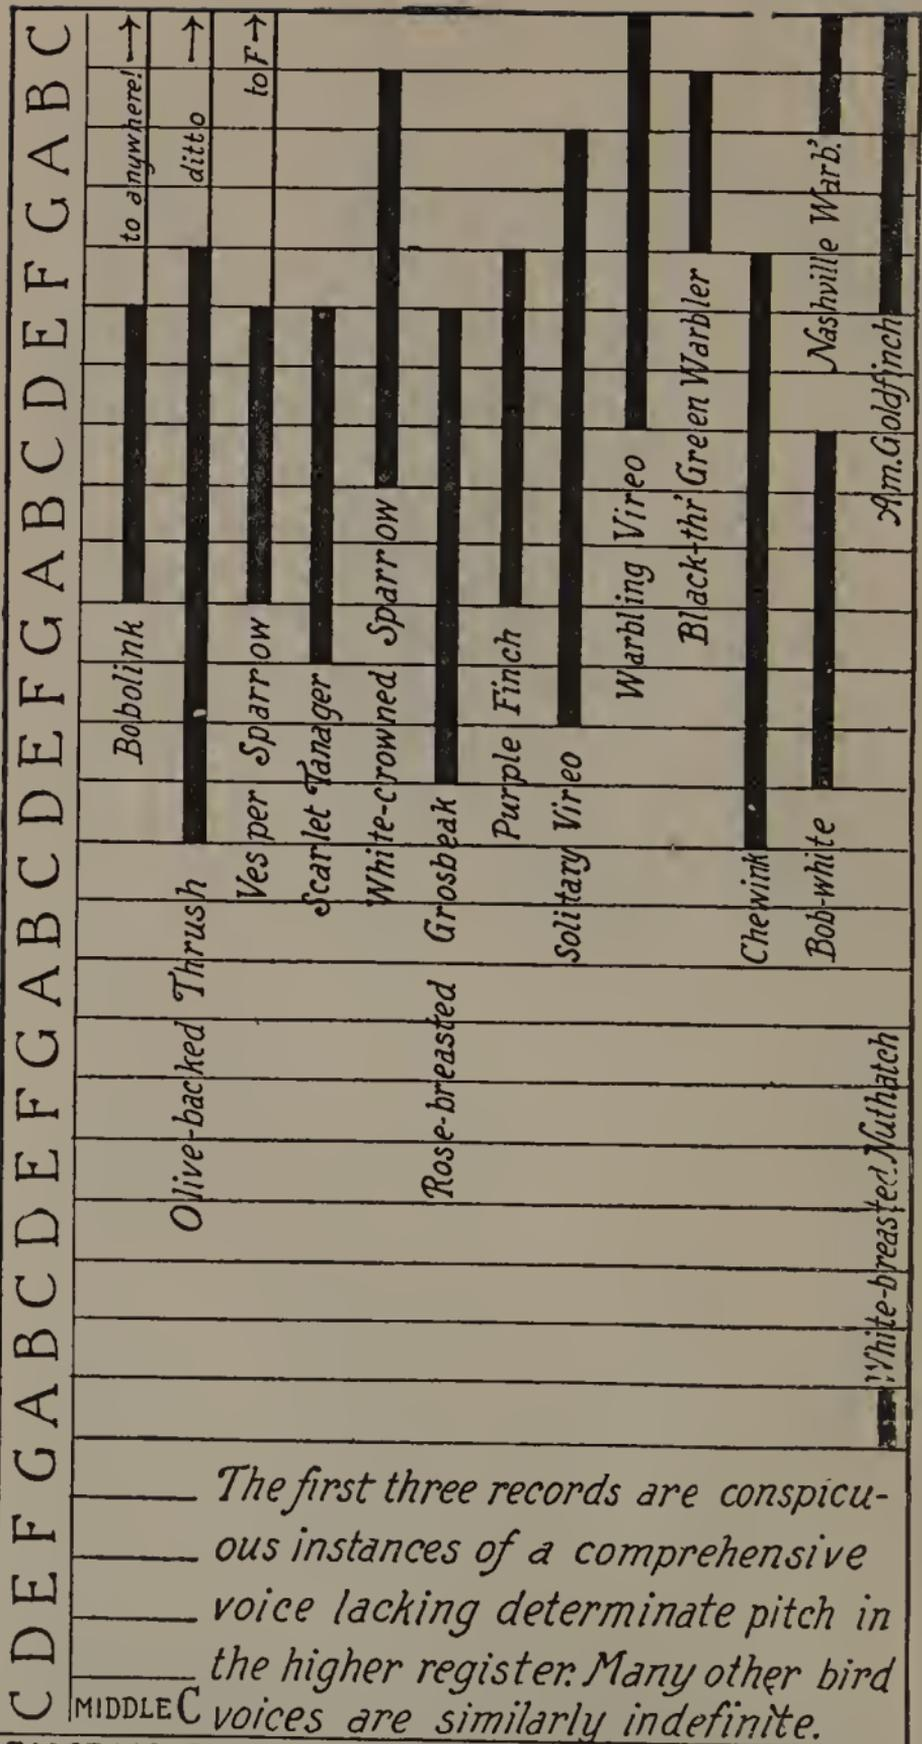 C D E F G A B C D E F G A B C D E F G A B C D E F G A B C
to anywhere! →
Bobolink
ditto →
Olive-backed Thrush
to F→
Vesper Sparrow
Scarlet Tanager
White-crowned Sparrow
Rose-breasted Grosbeak
Purple Finch
Solitary Vireo
Warbling Vireo
Black-thr' Green Warbler
Chewink
Nashville Warb.'
Bob-white
Am. Goldfinch
White-breasted Nuthatch
MIDDLE C
The first three records are conspicu-
ous instances of a comprehensive
voice lacking determinate pitch in
the higher register. Many other bird
voices are similarly indefinite.